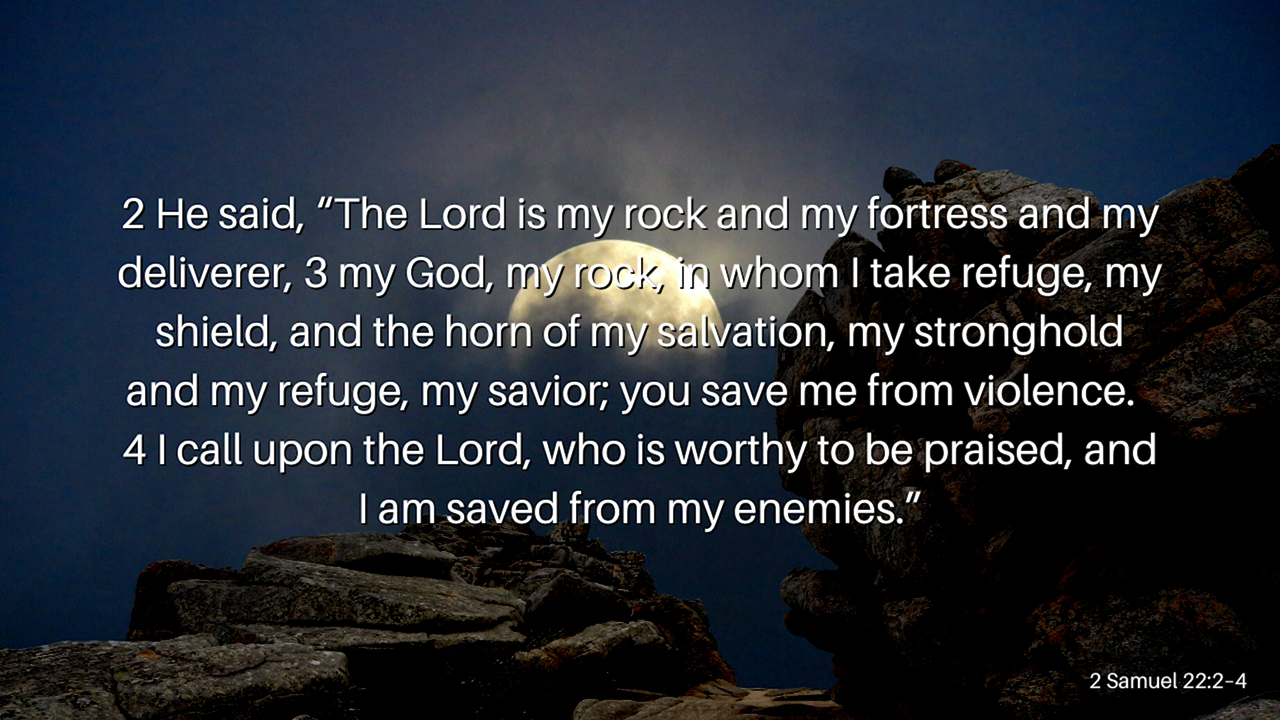 2 He said, “The Lord is my rock and my fortress and my
deliverer, 3 my God, my rock, in whom I take refuge, my
shield, and the horn of my salvation, my stronghold
and my refuge, my savior; you save me from violence.
4 I call upon the Lord, who is worthy to be praised, and
I am saved from my enemies.”
2 Samuel 22:2–4